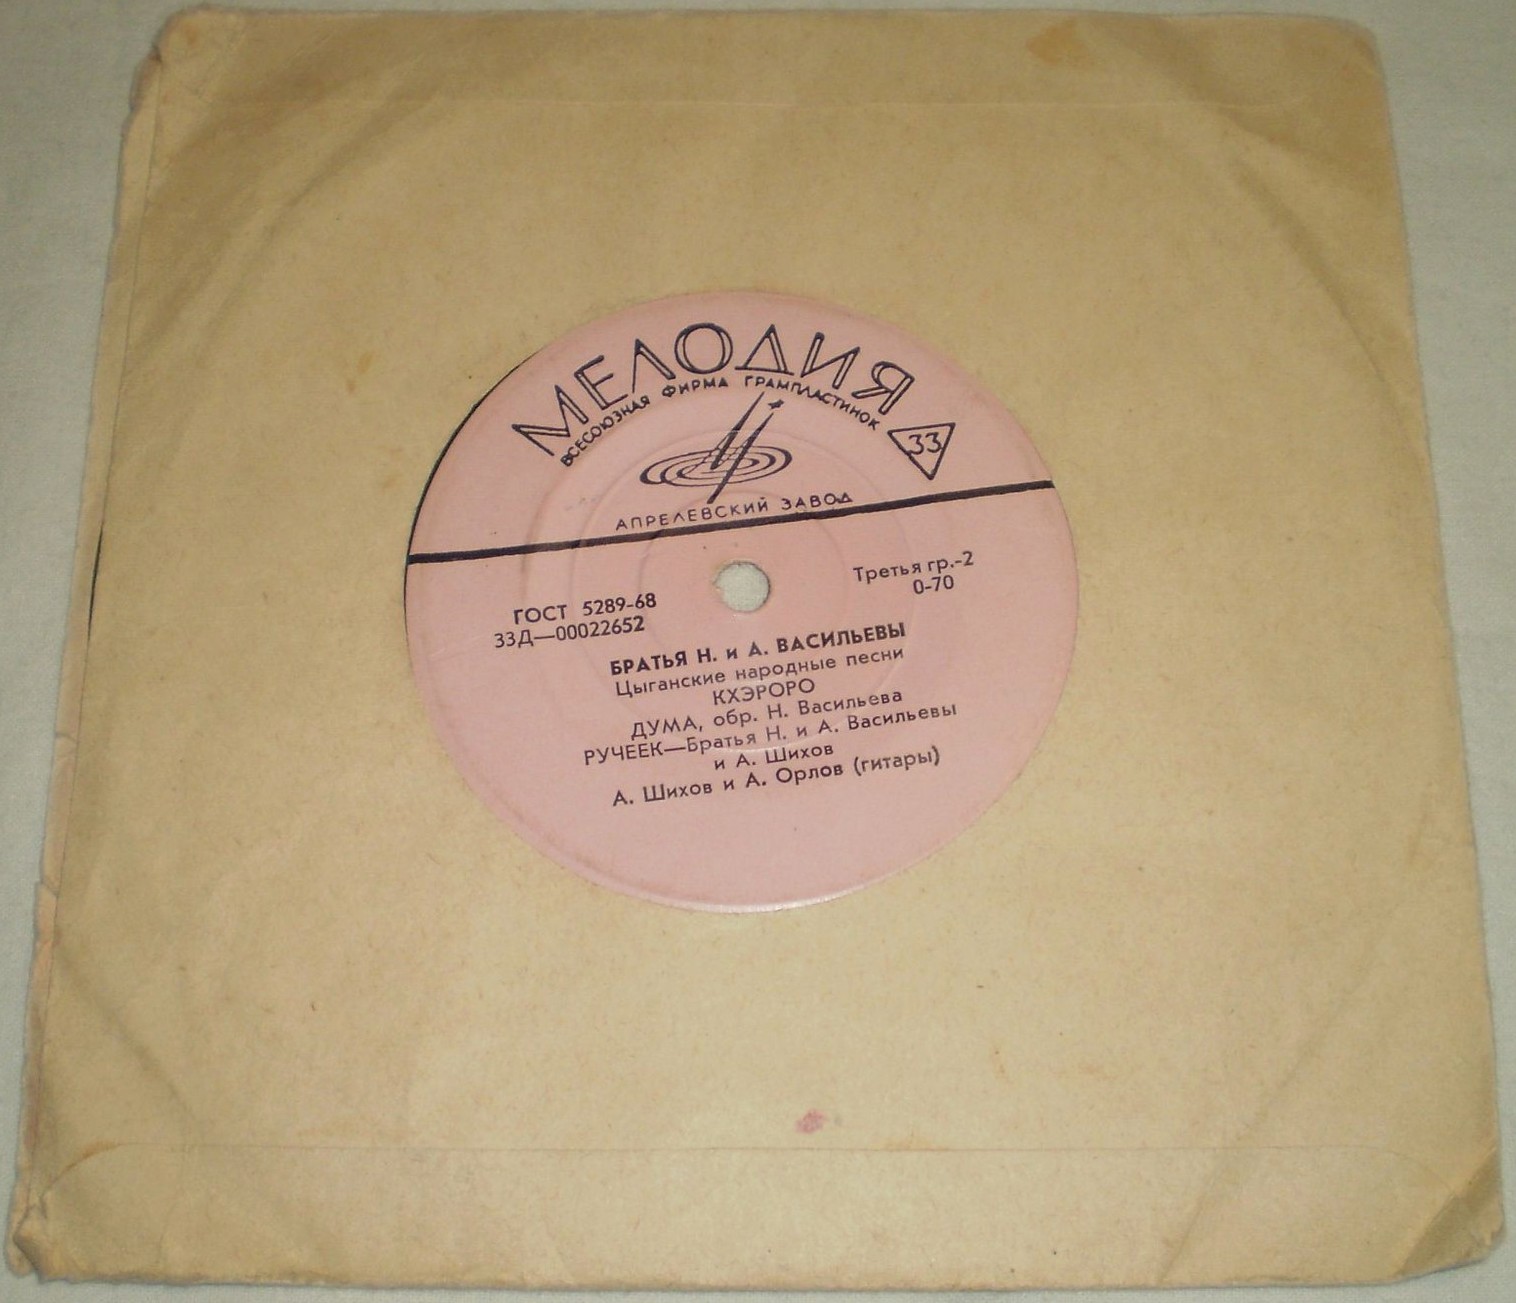 МЕЛОДИЯ
ВСЕСОЮЗНАЯ ФИРМА ГРАМПЛАСТИНОК
33
АПРЕЛЕВСКИЙ ЗАВОД
ГОСТ 5289-68
33Д—00022652
Третья гр.-2
0-70
БРАТЬЯ Н. и А. ВАСИЛЬЕВЫ
Цыганские народные песни
КХЭРОРО
ДУМА, обр. Н. Васильева
РУЧЕЕК—Братья Н. и А. Васильевы
и А. Шихов
А. Шихов и А. Орлов (гитары)